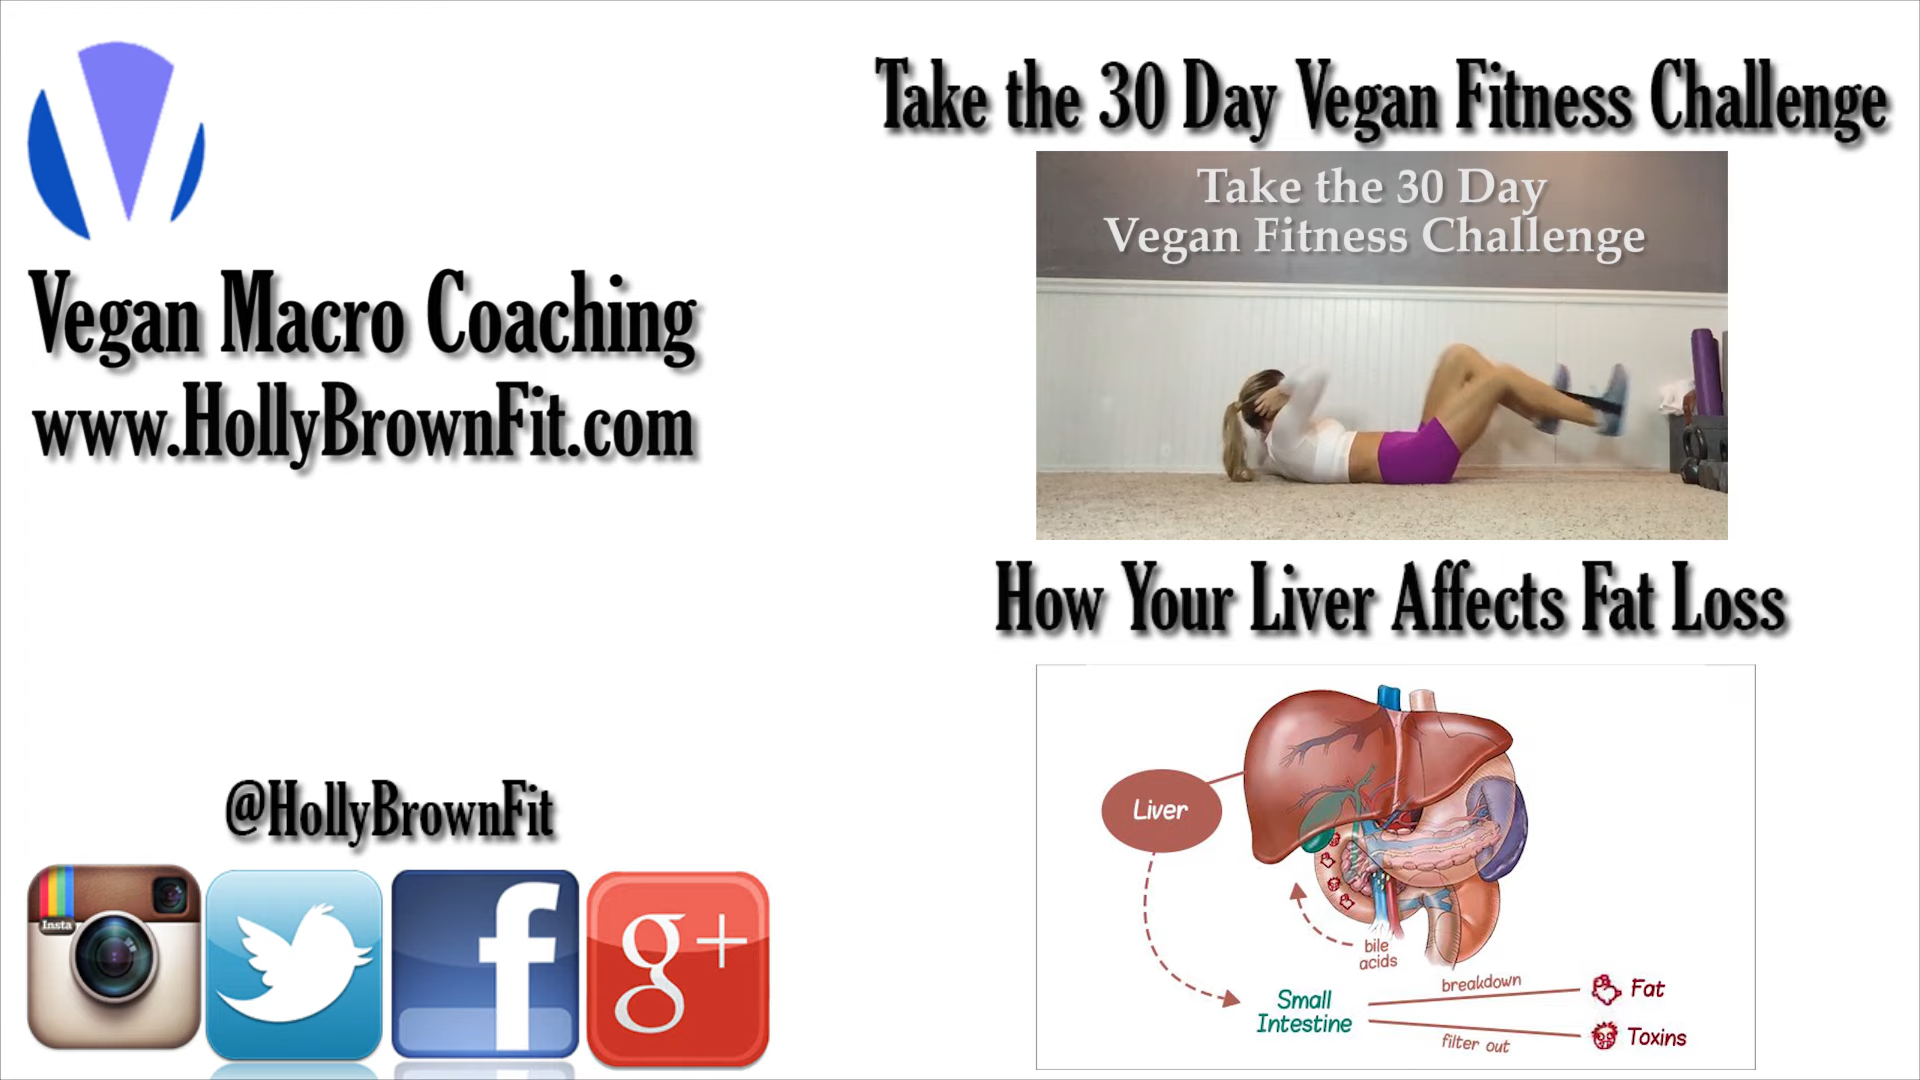 Vegan Macro Coaching
www.HollyBrownFit.com
@HollyBrownFit
Insta
g+
Take the 30 Day Vegan Fitness Challenge
Take the 30 Day
Vegan Fitness Challenge
How Your Liver Affects Fat Loss
Liver
bile
acids
Small
Intestine
breakdown
Fat
filter out
Toxins